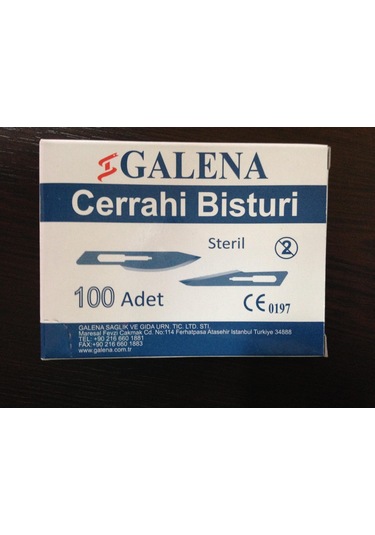 GALENA
Cerrahi Bisturi
Steril
2
100 Adet
CE 0197
GALENA SAGLIK VE GIDA URN. TIC. LTD. STI.
Maresal Fevzi Cakmak Cd. No:114 Ferhatpasa Atasehir Istanbul Turkiye 34888
TEL: +90 216 660 1881
FAX:+90 216 660 1883
www.galena.com.tr